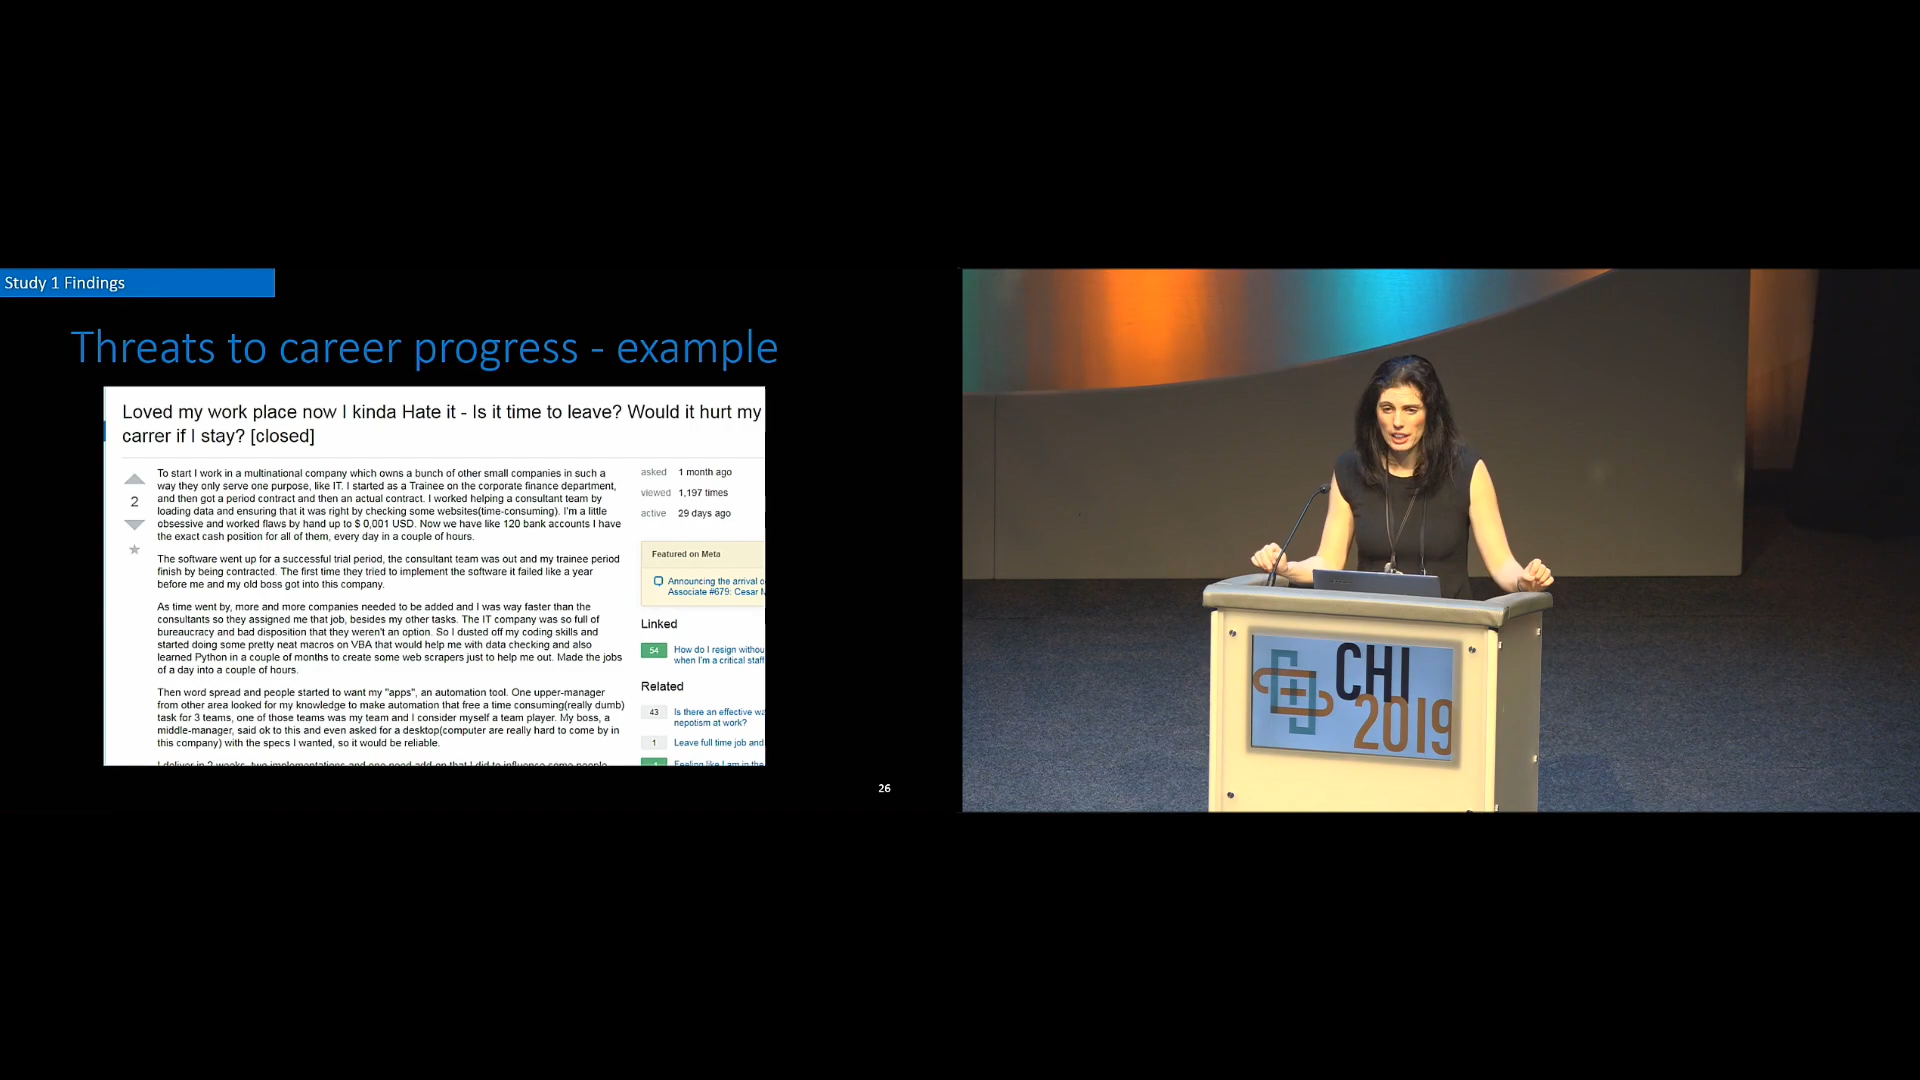 Study 1 Findings
Threats to career progress - example
Loved my work place now I kinda Hate it - Is it time to leave? Would it hurt my
carrer if I stay? [closed]
2
To start I work in a multinational company which owns a bunch of other small companies in such a
way they only serve one purpose, like IT. I started as a Trainee on the corporate finance department,
and then got a period contract and then an actual contract. I worked helping a consultant team by
loading data and ensuring that it was right by checking some websites(time-consuming). I'm a little
obsessive and worked flaws by hand up to $ 0,001 USD. Now we have like 120 bank accounts I have
the exact cash position for all of them, every day in a couple of hours.
The software went up for a successful trial period, the consultant team was out and my trainee period
finish by being contracted. The first time they tried to implement the software it failed like a year
before me and my old boss got into this company.
As time went by, more and more companies needed to be added and I was way faster than the
consultants so they assigned me that job, besides my other tasks. The IT company was so full of
bureaucracy and bad disposition that they weren't an option. So I dusted off my coding skills and
started doing some pretty neat macros on VBA that would help me with data checking and also
learned Python in a couple of months to create some web scrapers just to help me out. Made the jobs
of a day into a couple of hours.
Then word spread and people started to want my "apps", an automation tool. One upper-manager
from other area looked for my knowledge to make automation that free a time consuming(really dumb)
task for 3 teams, one of those teams was my team and I consider myself a team player. My boss, a
middle-manager, said ok to this and even asked for a desktop(computer are really hard to come by in
this company) with the specs I wanted, so it would be reliable.
I deliver in 2 weeks, two implementations and one need add-on that I did to influence some people
asked 1 month ago
viewed 1,197 times
active 29 days ago
Featured on Meta
Announcing the arrival o
Associate #679: Cesar M
Linked
54 How do I resign withou
when I'm a critical staff
Related
43 Is there an effective wa
nepotism at work?
1 Leave full time job and
Feeling like I am in the
26
CHI
2019